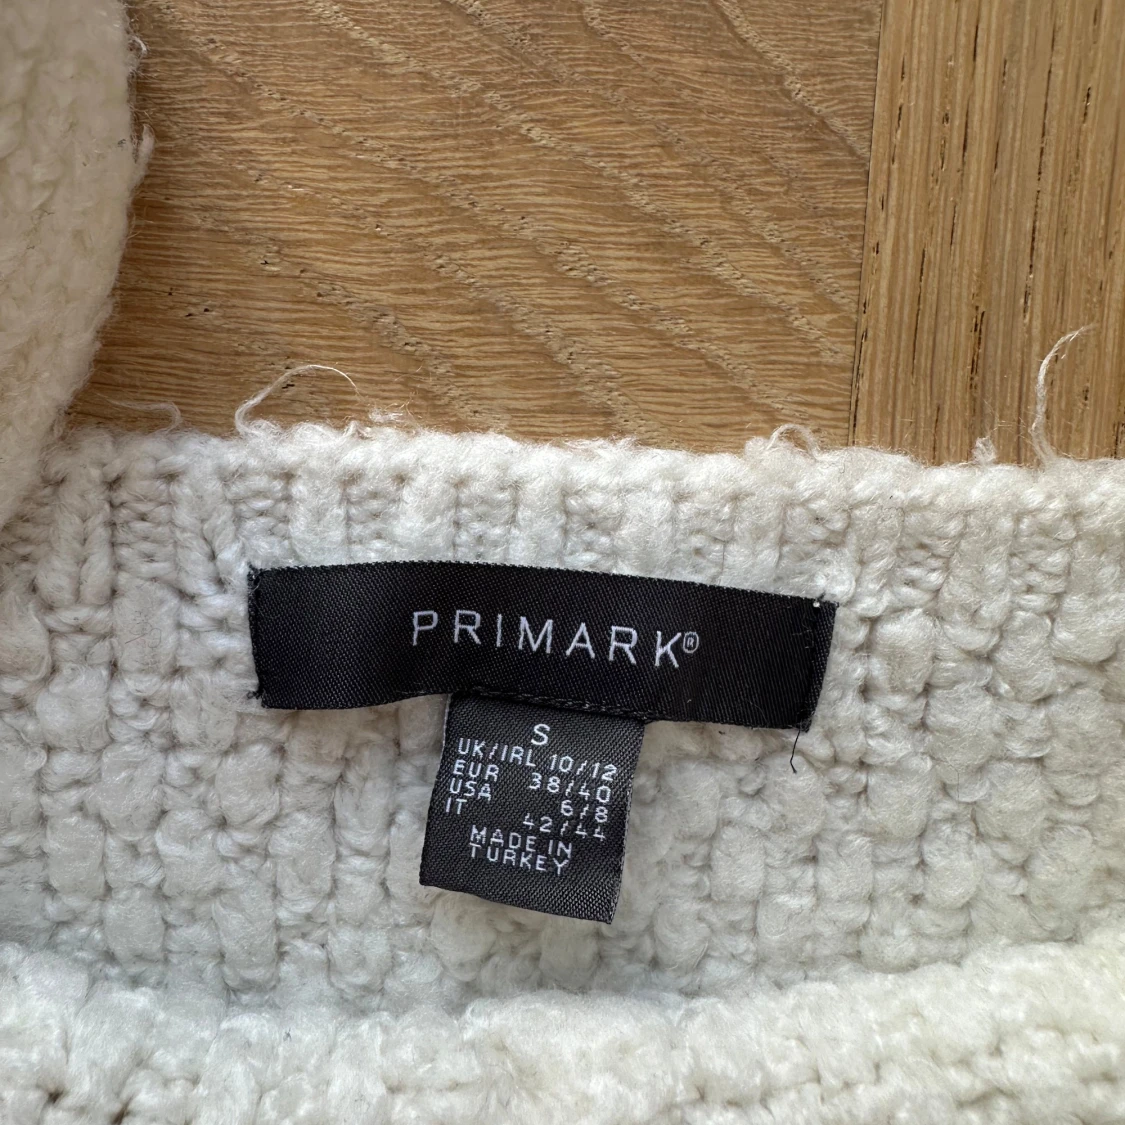 PRIMARK®
S
UK/IRL 10/12
EUR 38/40
USA 6/8
IT 42/44
MADE IN
TURKEY